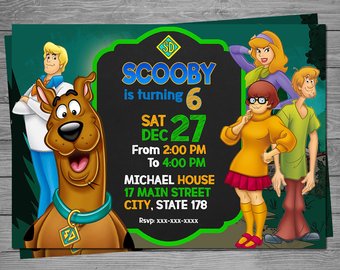 SD
SCOOBY
is turning 6
SAT
DEC 27
From 2:00 PM
To 4:00 PM
MICHAEL HOUSE
17 MAIN STREET
CITY, STATE 178
Rsvp xxx-xxx-xxxx
SD